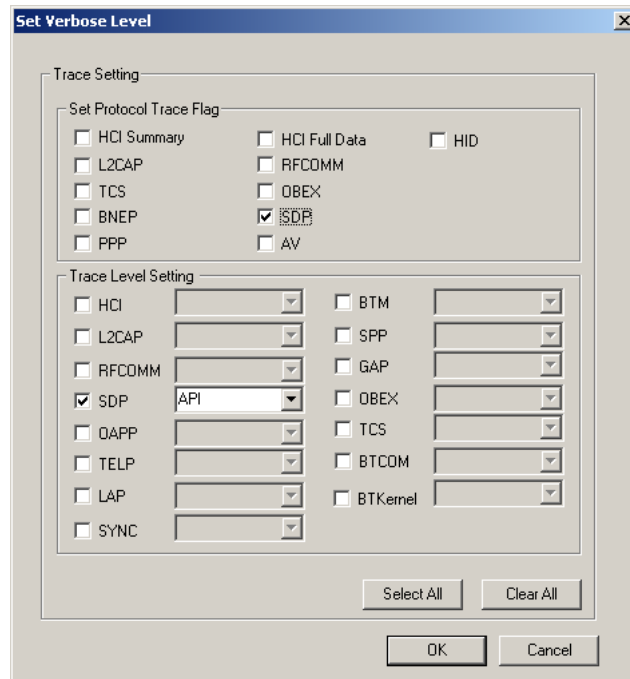 Set Verbose Level
Trace Setting
Set Protocol Trace Flag
HCI Summary HCI Full Data HID
L2CAP RFCOMM
TCS OBEX
BNEP SDP
PPP AV
Trace Level Setting
HCI BTM
L2CAP SPP
RFCOMM GAP
SDP API OBEX
OAPP TCS
TELP BTCOM
LAP BTKernel
SYNC
Select All Clear All
OK Cancel